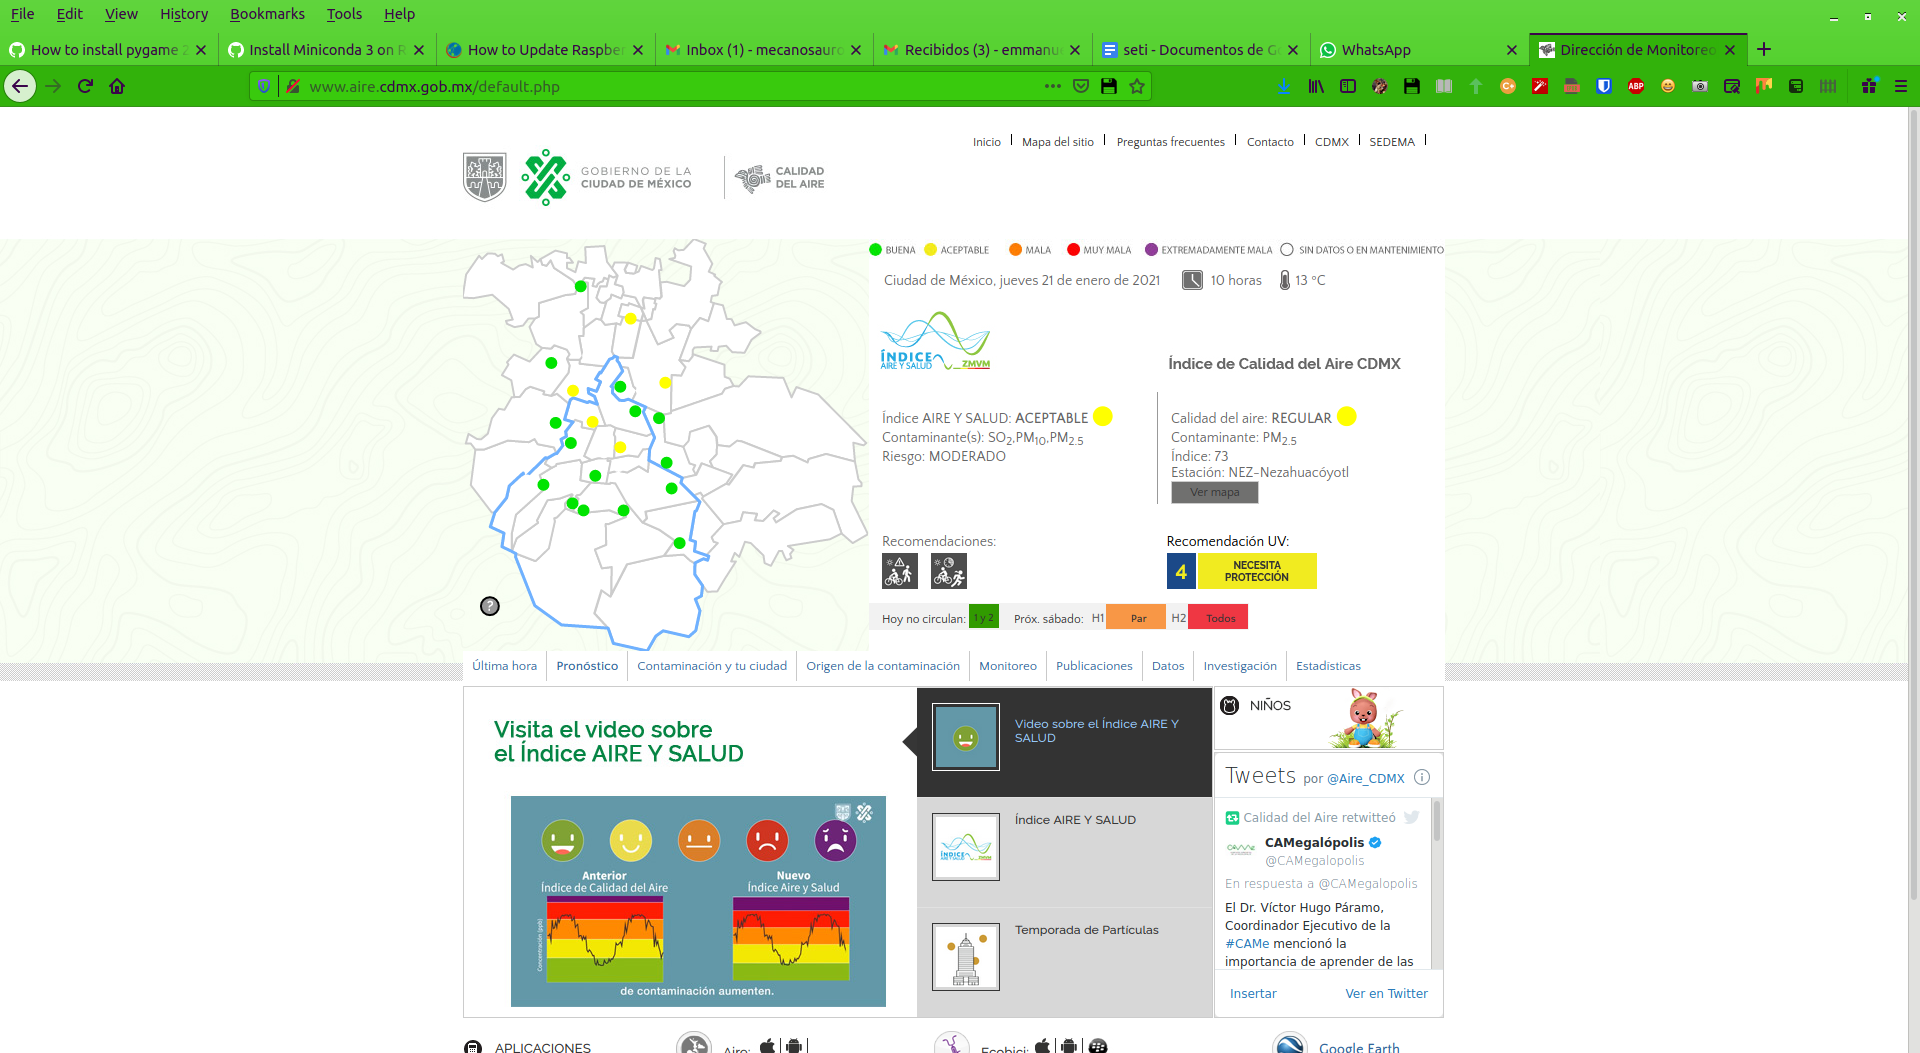 File Edit View History Bookmarks Tools Help
How to install pygame 2
Install Miniconda 3 on R
How to Update Raspber
Inbox (1) - mecanosauro
Recibidos (3) - emmanu
seti - Documentos de G
WhatsApp
Dirección de Monitoreo
www.aire.cdmx.gob.mx/default.php
Inicio
Mapa del sitio
Preguntas frecuentes
Contacto
CDMX
SEDEMA
GOBIERNO DE LA
CIUDAD DE MÉXICO
CALIDAD
DEL AIRE
BUENA ACEPTABLE MALA MUY MALA EXTREMADAMENTE MALA SIN DATOS O EN MANTENIMIENTO
Ciudad de México, jueves 21 de enero de 2021 10 horas 13 °C
ÍNDICE
AIRE Y SALUD ZMVM
Índice de Calidad del Aire CDMX
Índice AIRE Y SALUD: ACEPTABLE
Contaminante(s): SO2,PM10,PM2.5
Riesgo: MODERADO
Calidad del aire: REGULAR
Contaminante: PM2.5
Índice: 73
Estación: NEZ-Nezahuacóyotl
Ver mapa
Recomendaciones:
Recomendación UV:
4
NECESITA
PROTECCIÓN
?
Hoy no circulan: 1 y 2 Próx. sábado: H1 Par H2 Todos
Última hora
Pronóstico
Contaminación y tu ciudad
Origen de la contaminación
Monitoreo
Publicaciones
Datos
Investigación
Estadisticas
Visita el video sobre
el Índice AIRE Y SALUD
Anterior
Índice de Calidad del Aire
Nuevo
Índice Aire y Salud
Concentración (ppb)
de contaminación aumenten.
Video sobre el Índice AIRE Y
SALUD
ÍNDICE
Índice AIRE Y SALUD
Temporada de Partículas
NIÑOS
Tweets por @Aire_CDMX
Calidad del Aire retwitteó
CAMegalópolis
@CAMegalopolis
En respuesta a @CAMegalopolis
El Dr. Víctor Hugo Páramo,
Coordinador Ejecutivo de la
#CAMe mencionó la
importancia de aprender de las
Insertar
Ver en Twitter
APLICACIONES
Aire:
Ecobici:
Google Earth